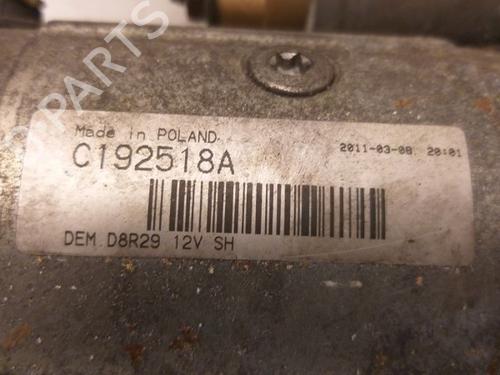 PARTS
Made in POLAND
C192518A
2011-03-08 20:01
DEM D8R29 12V SH